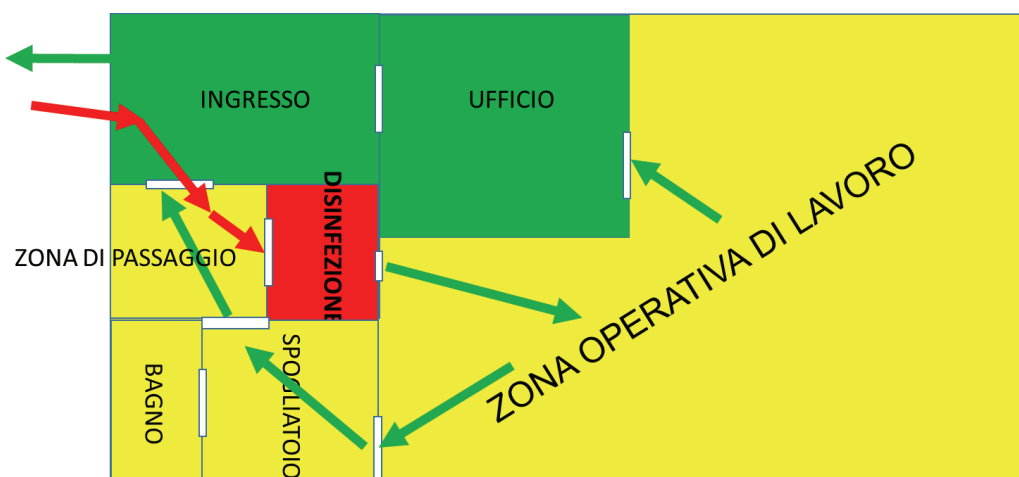 INGRESSO
UFFICIO
DISINFEZIONE
ZONA DI PASSAGGIO
ZONA OPERATIVA DI LAVORO
BAGNO
SPOGLIATOIO